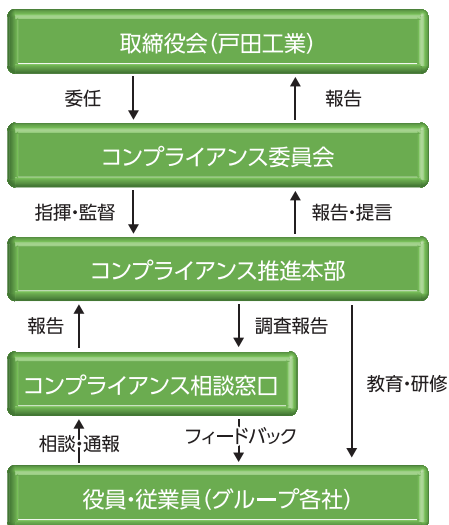 取締役会（戸田工業）
委任
報告
コンプライアンス委員会
指揮・監督
報告・提言
コンプライアンス推進本部
報告
調査報告
教育・研修
コンプライアンス相談窓口
相談・通報
フィードバック
役員・従業員（グループ各社）